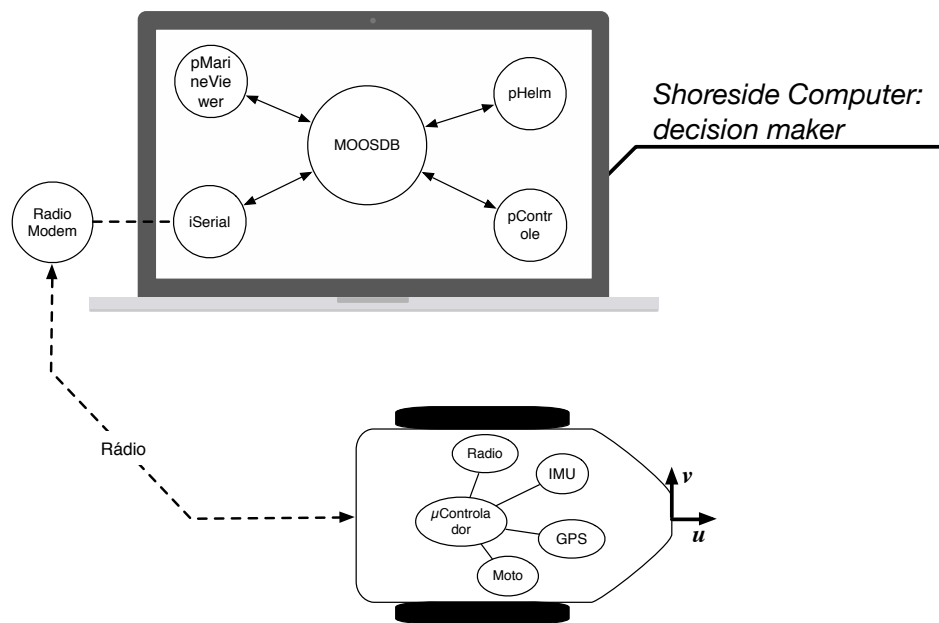 pMari
neVie
wer
pHelm
MOOSDB
Shoreside Computer:
decision maker
Radio
Modem
iSerial
pContr
ole
Rádio
Radio
IMU
µControla
dor
GPS
Moto
v
u